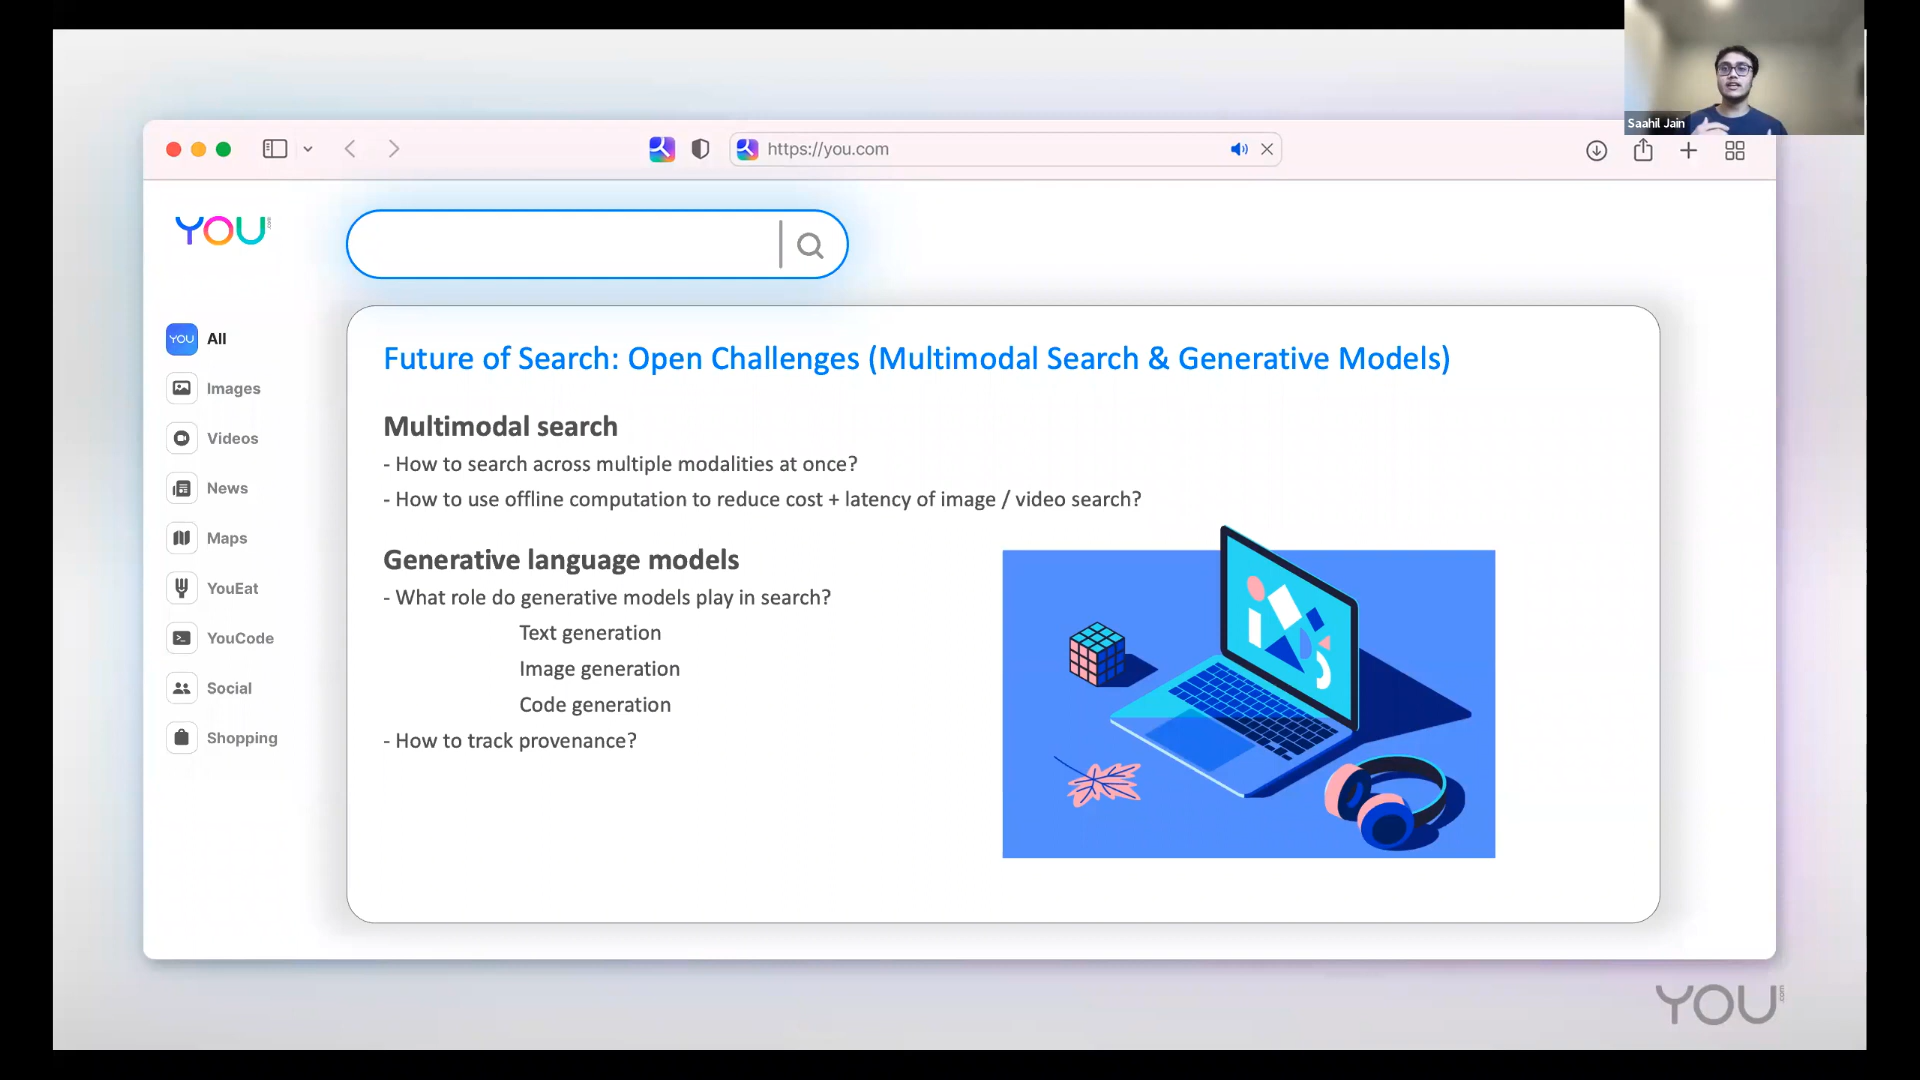 Saahil Jain
https://you.com
YOU.com
YOU All
Images
Videos
News
Maps
YouEat
YouCode
Social
Shopping
Future of Search: Open Challenges (Multimodal Search & Generative Models)
Multimodal search
- How to search across multiple modalities at once?
- How to use offline computation to reduce cost + latency of image / video search?
Generative language models
- What role do generative models play in search?
Text generation
Image generation
Code generation
- How to track provenance?
YOU.com